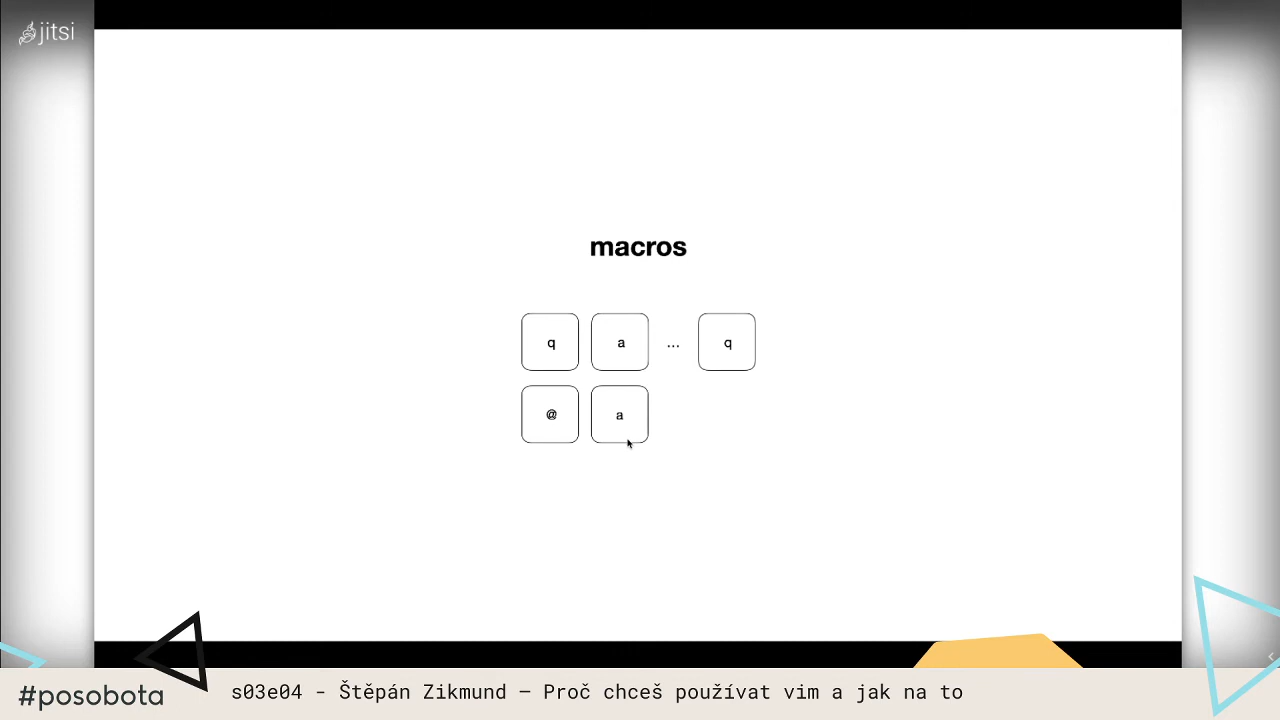 jitsi
macros
q a ... q
@ a
#posobota
s03e04 - Štěpán Zikmund – Proč chceš používat vim a jak na to